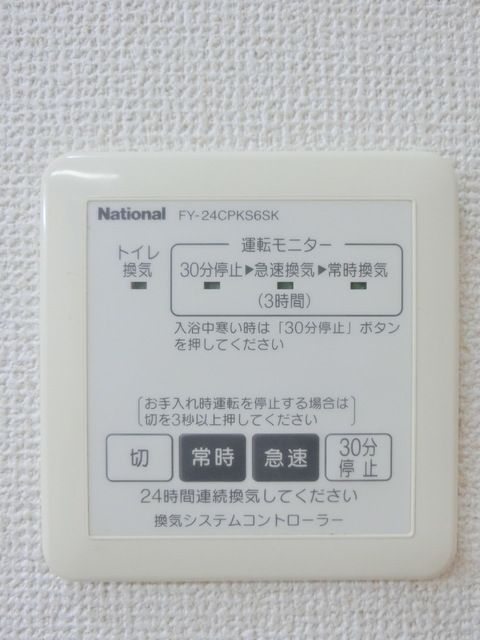 National FY-24CPKS6SK
トイレ
換気
運転モニター
30分停止▶急速換気▶常時換気
(3時間)
入浴中寒い時は「30分停止」ボタン
を押してください
お手入れ時運転を停止する場合は
切を3秒以上押してください
切 常時 急速 30分
停止
24時間連続換気してください
換気システムコントローラー